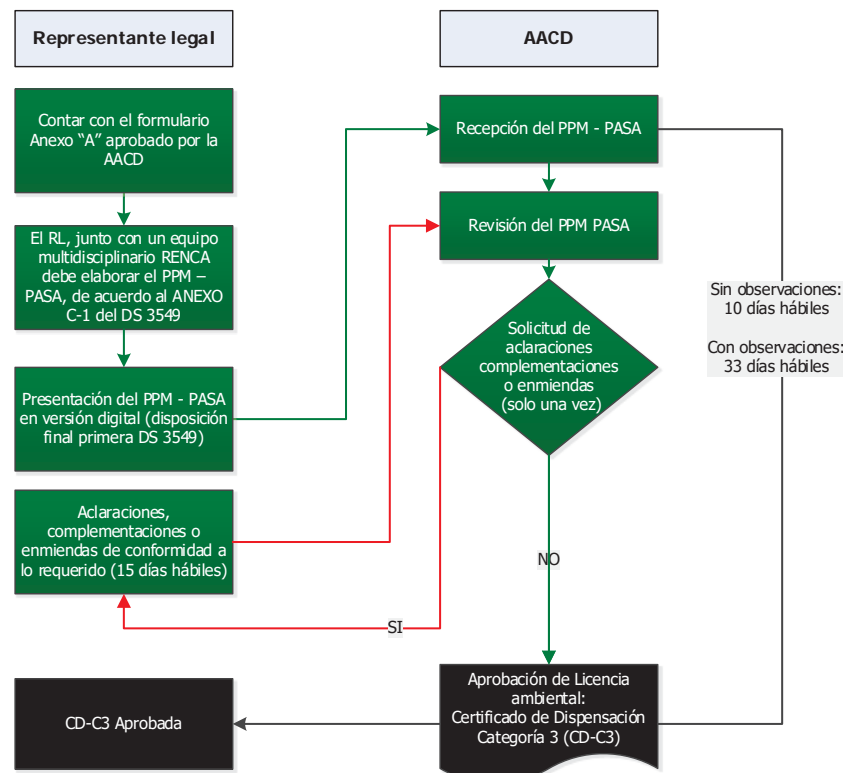 Representante legal
AACD
Contar con el formulario
Anexo “A” aprobado por la
AACD
Recepción del PPM - PASA
El RL, junto con un equipo
multidisciplinario RENCA
debe elaborar el PPM –
PASA, de acuerdo al ANEXO
C-1 del DS 3549
Revisión del PPM PASA
Sin observaciones:
10 días hábiles
Con observaciones:
33 días hábiles
Solicitud de
aclaraciones
complementaciones
o enmiendas
(solo una vez)
Presentación del PPM - PASA
en versión digital (disposición
final primera DS 3549)
Aclaraciones,
complementaciones o
enmiendas de conformidad a
lo requerido (15 días hábiles)
NO
SI
CD-C3 Aprobada
Aprobación de Licencia
ambiental:
Certificado de Dispensación
Categoría 3 (CD-C3)